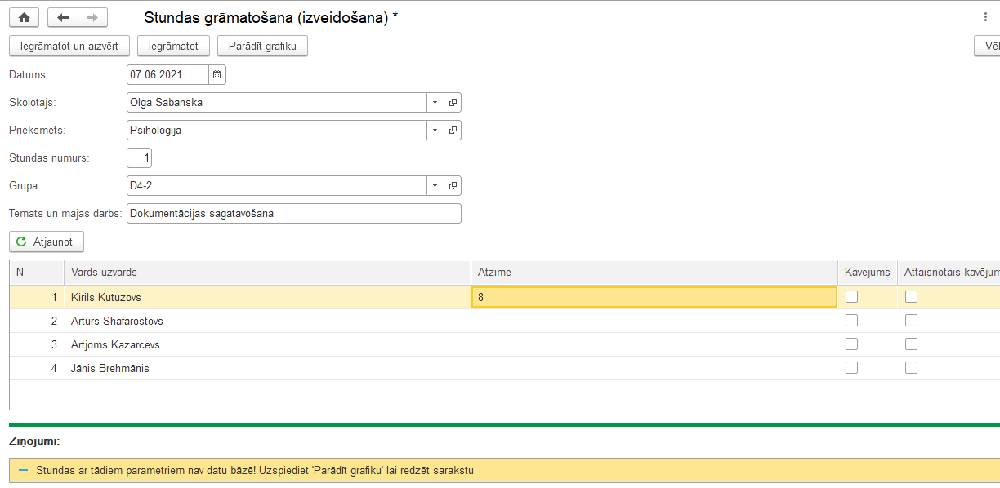 Stundas grāmatošana (izveidošana) *
Iegrāmatot un aizvērt Iegrāmatot Parādīt grafiku Vēl
Datums: 07.06.2021
Skolotajs: Olga Sabanska
Prieksmets: Psihologija
Stundas numurs: 1
Grupa: D4-2
Temats un majas darbs: Dokumentācijas sagatavošana
Atjaunot
N Vards uzvards Atzime Kavejums Attaisnotais kavējum
1 Kirils Kutuzovs 8
2 Arturs Shafarostovs
3 Artjoms Kazarcevs
4 Jānis Brehmānis
Ziņojumi:
Stundas ar tādiem parametriem nav datu bāzē! Uzspiediet 'Parādīt grafiku' lai redzēt sarakstu